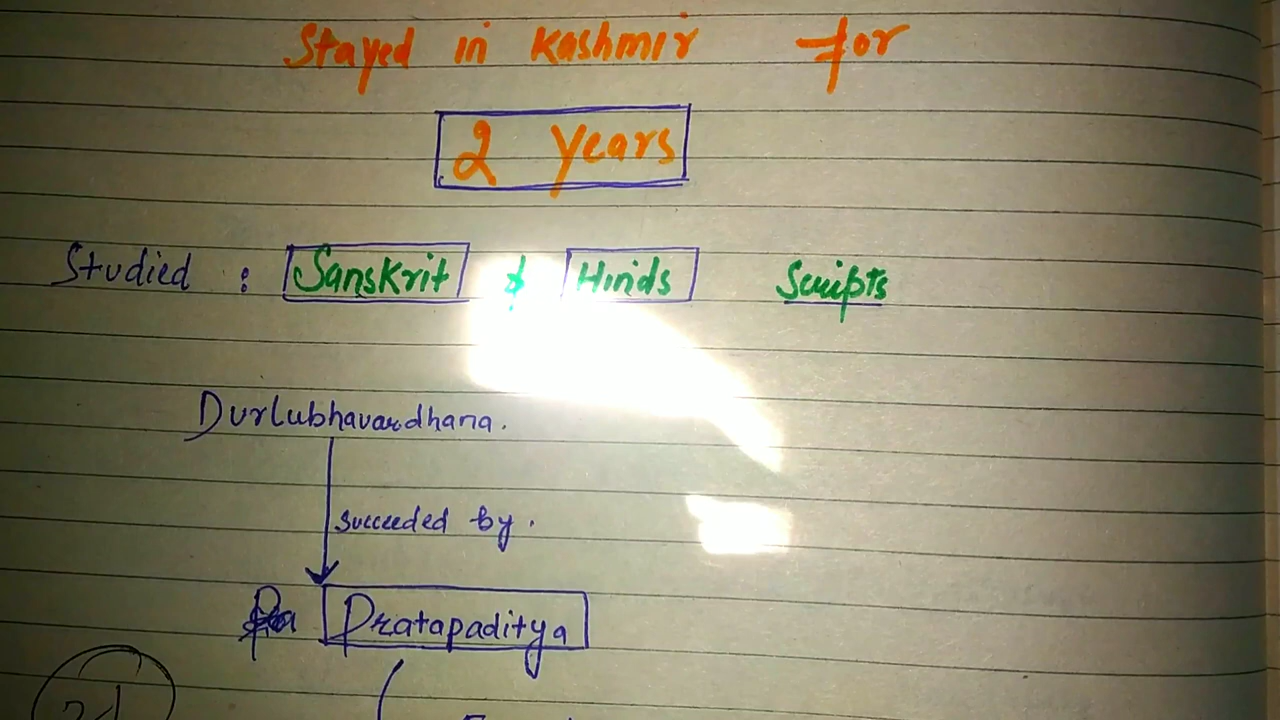 Stayed in Kashmir for
2 Years
Studied : Sanskrit & Hinds Scripts
Durlubhavardhana.
succeeded by.
Pratapaditya